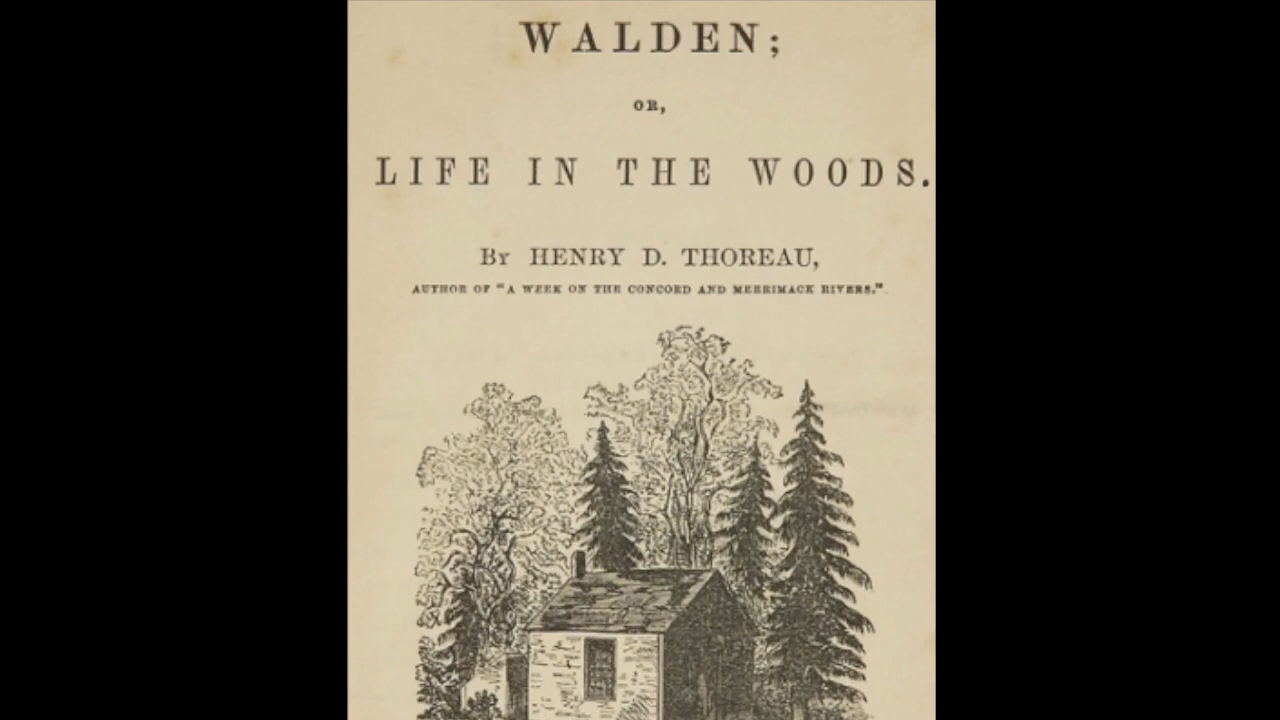 WALDEN;
OR,
LIFE IN THE WOODS.
By HENRY D. THOREAU,
AUTHOR OF "A WEEK ON THE CONCORD AND MERRIMACK RIVERS."